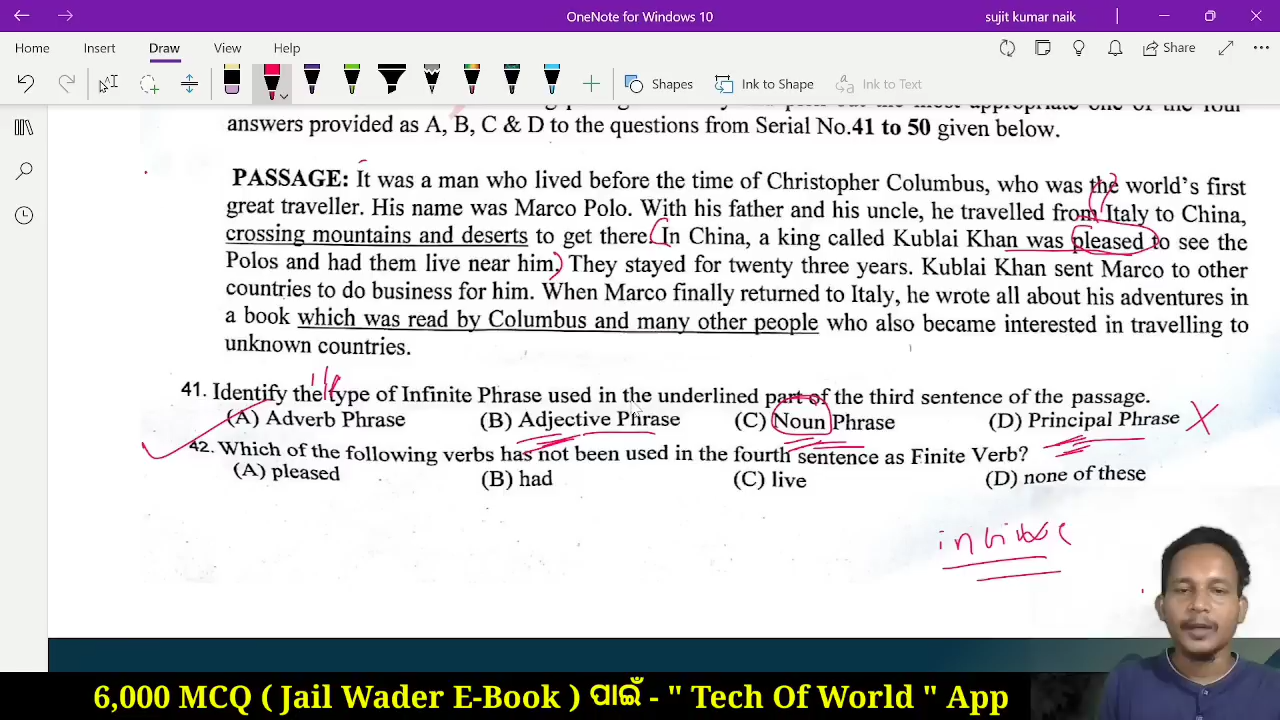 OneNote for Windows 10
sujit kumar naik
Home Insert Draw View Help
Shapes Ink to Shape Ink to Text Share
answers provided as A, B, C & D to the questions from Serial No.41 to 50 given below.
PASSAGE: It was a man who lived before the time of Christopher Columbus, who was the world's first
great traveller. His name was Marco Polo. With his father and his uncle, he travelled from Italy to China,
crossing mountains and deserts to get there. In China, a king called Kublai Khan was pleased to see the
Polos and had them live near him. They stayed for twenty three years. Kublai Khan sent Marco to other
countries to do business for him. When Marco finally returned to Italy, he wrote all about his adventures in
a book which was read by Columbus and many other people who also became interested in travelling to
unknown countries.
41. Identify the type of Infinite Phrase used in the underlined part of the third sentence of the passage.
(A) Adverb Phrase (B) Adjective Phrase (C) Noun Phrase (D) Principal Phrase
42. Which of the following verbs has not been used in the fourth sentence as Finite Verb?
(A) pleased (B) had (C) live (D) none of these
6,000 MCQ ( Jail Wader E-Book ) ପାଇଁ - " Tech Of World " App